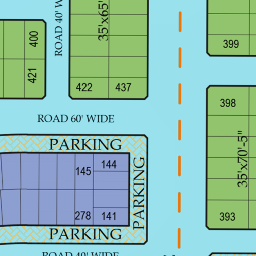 ROAD 40' W
35'x65'
400
421
422
437
399
ROAD 60' WIDE
398
PARKING
145
144
PARKING
35'x70'-5"
278
141
393
PARKING
ROAD 40' WIDE